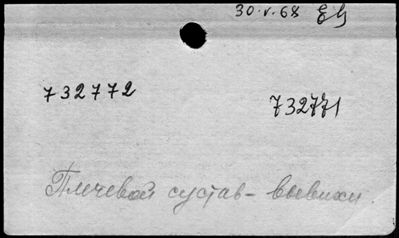 30.V.68
732772
732771
Плечевой сустав - вывихи